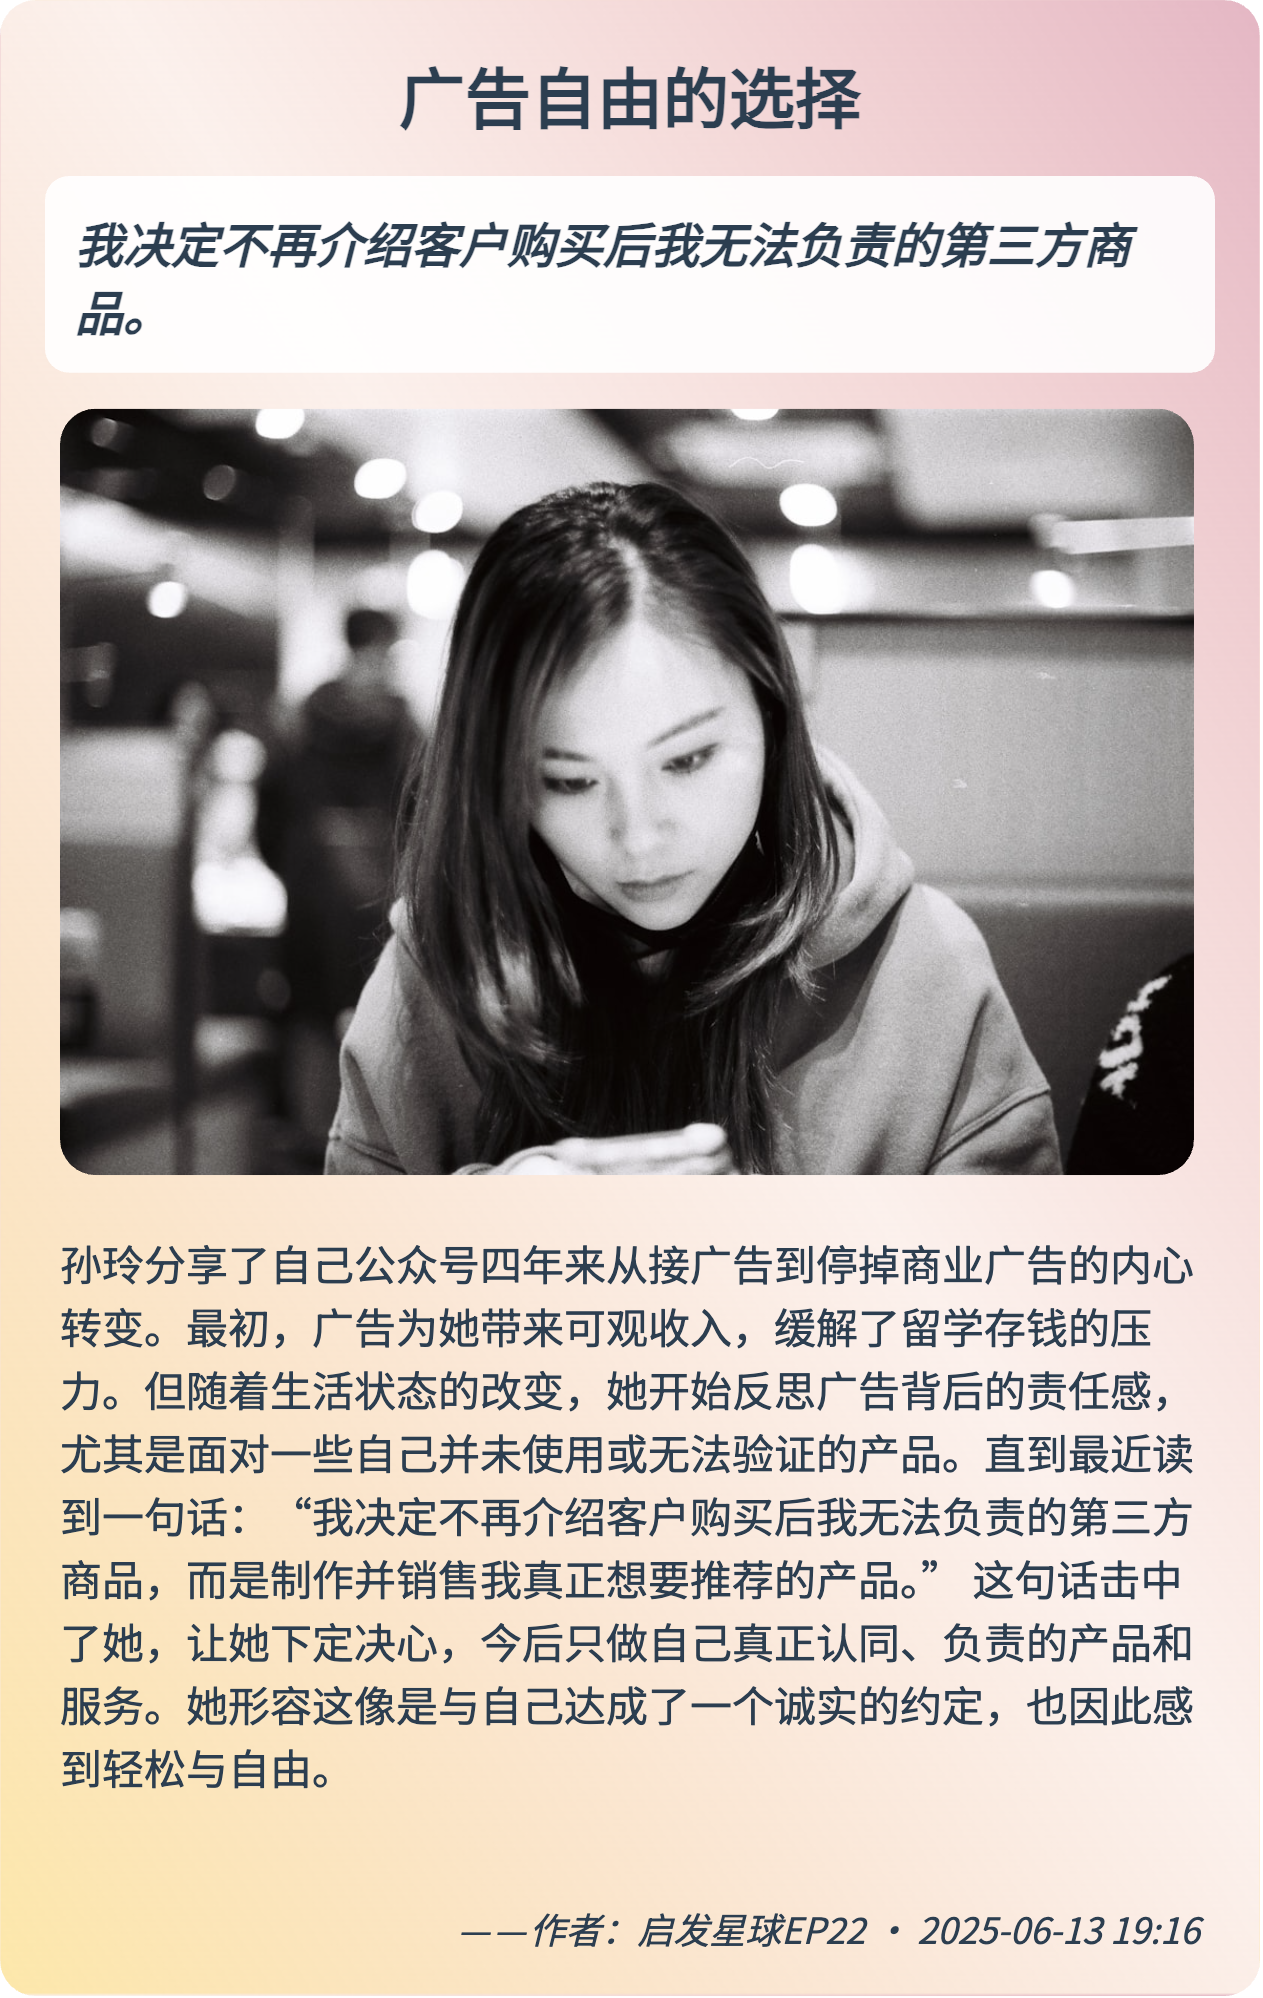 广告自由的选择
我决定不再介绍客户购买后我无法负责的第三方商
品。
孙玲分享了自己公众号四年来从接广告到停掉商业广告的内心
转变。最初，广告为她带来可观收入，缓解了留学存钱的压
力。但随着生活状态的改变，她开始反思广告背后的责任感，
尤其是面对一些自己并未使用或无法验证的产品。直到最近读
到一句话：“我决定不再介绍客户购买后我无法负责的第三方
商品，而是制作并销售我真正想要推荐的产品。” 这句话击中
了她，让她下定决心，今后只做自己真正认同、负责的产品和
服务。她形容这像是与自己达成了一个诚实的约定，也因此感
到轻松与自由。
——作者：启发星球EP22 · 2025-06-13 19:16